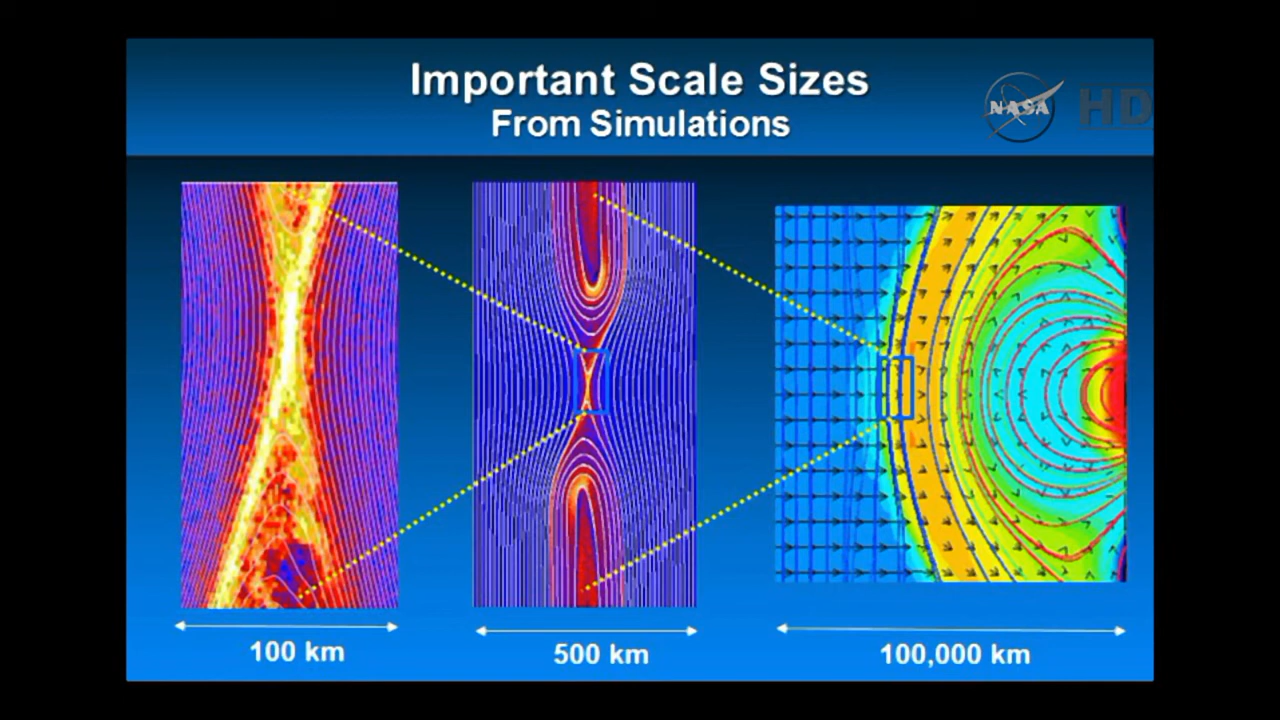 Important Scale Sizes
From Simulations
NASA
HD
100 km
500 km
100,000 km